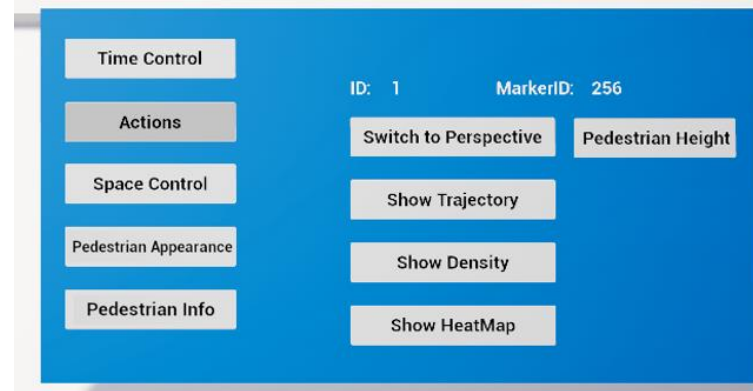 Time Control
Actions
Space Control
Pedestrian Appearance
Pedestrian Info
ID: 1 MarkerID: 256
Switch to Perspective Pedestrian Height
Show Trajectory
Show Density
Show HeatMap